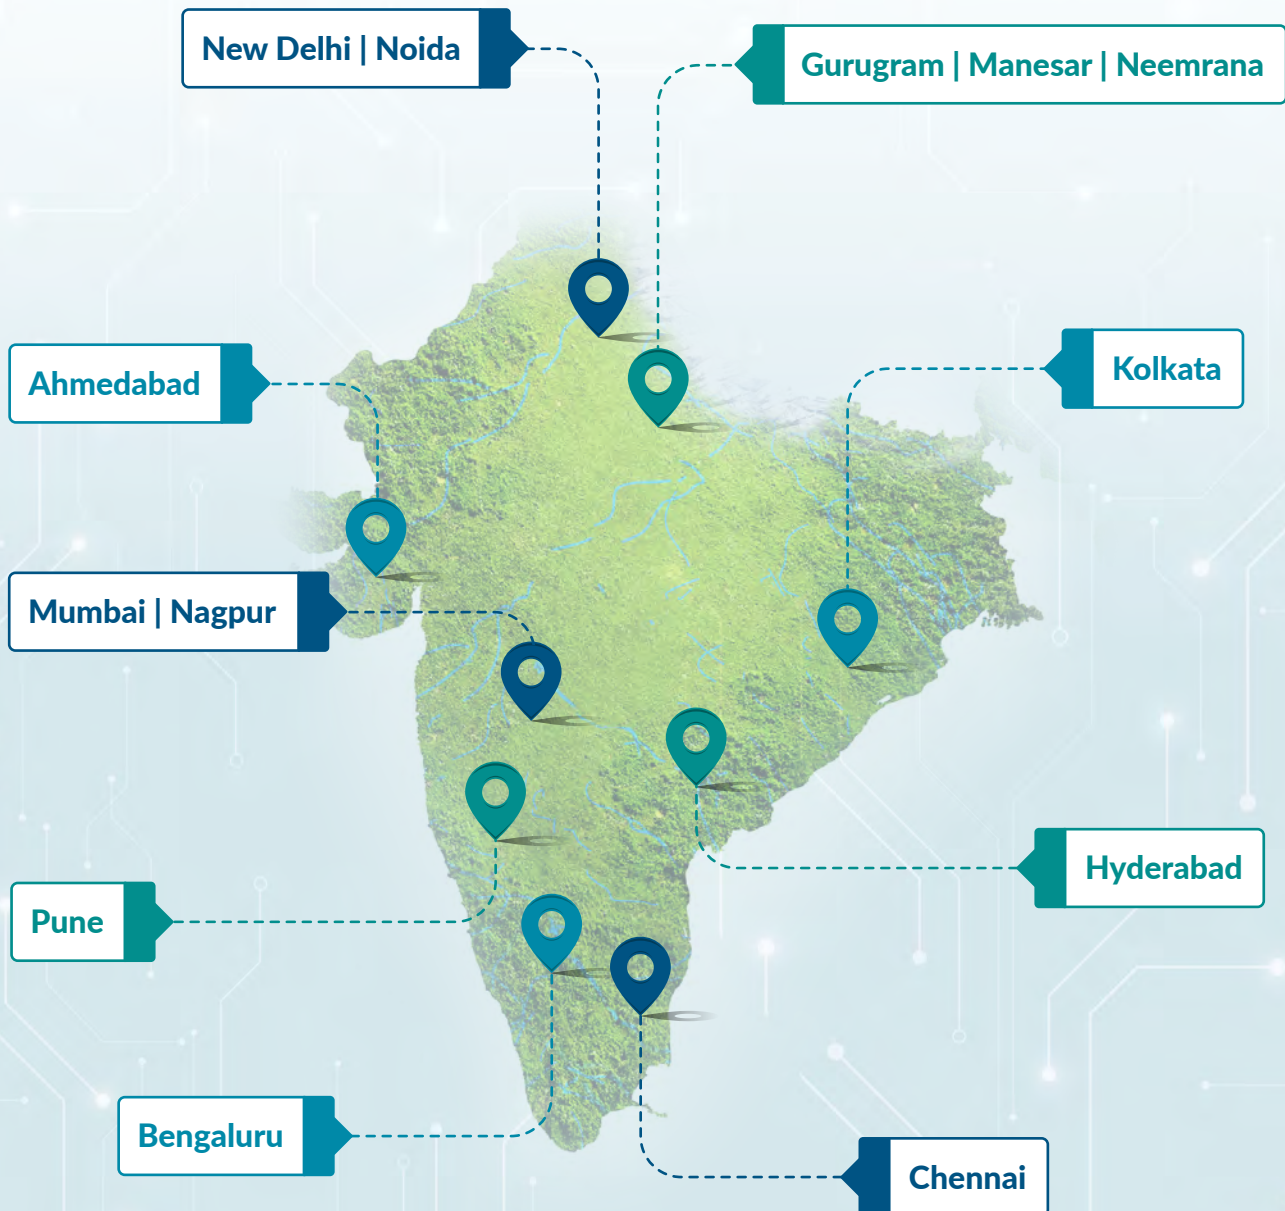 New Delhi | Noida
Gurugram | Manesar | Neemrana
Ahmedabad
Kolkata
Mumbai | Nagpur
Hyderabad
Pune
Bengaluru
Chennai